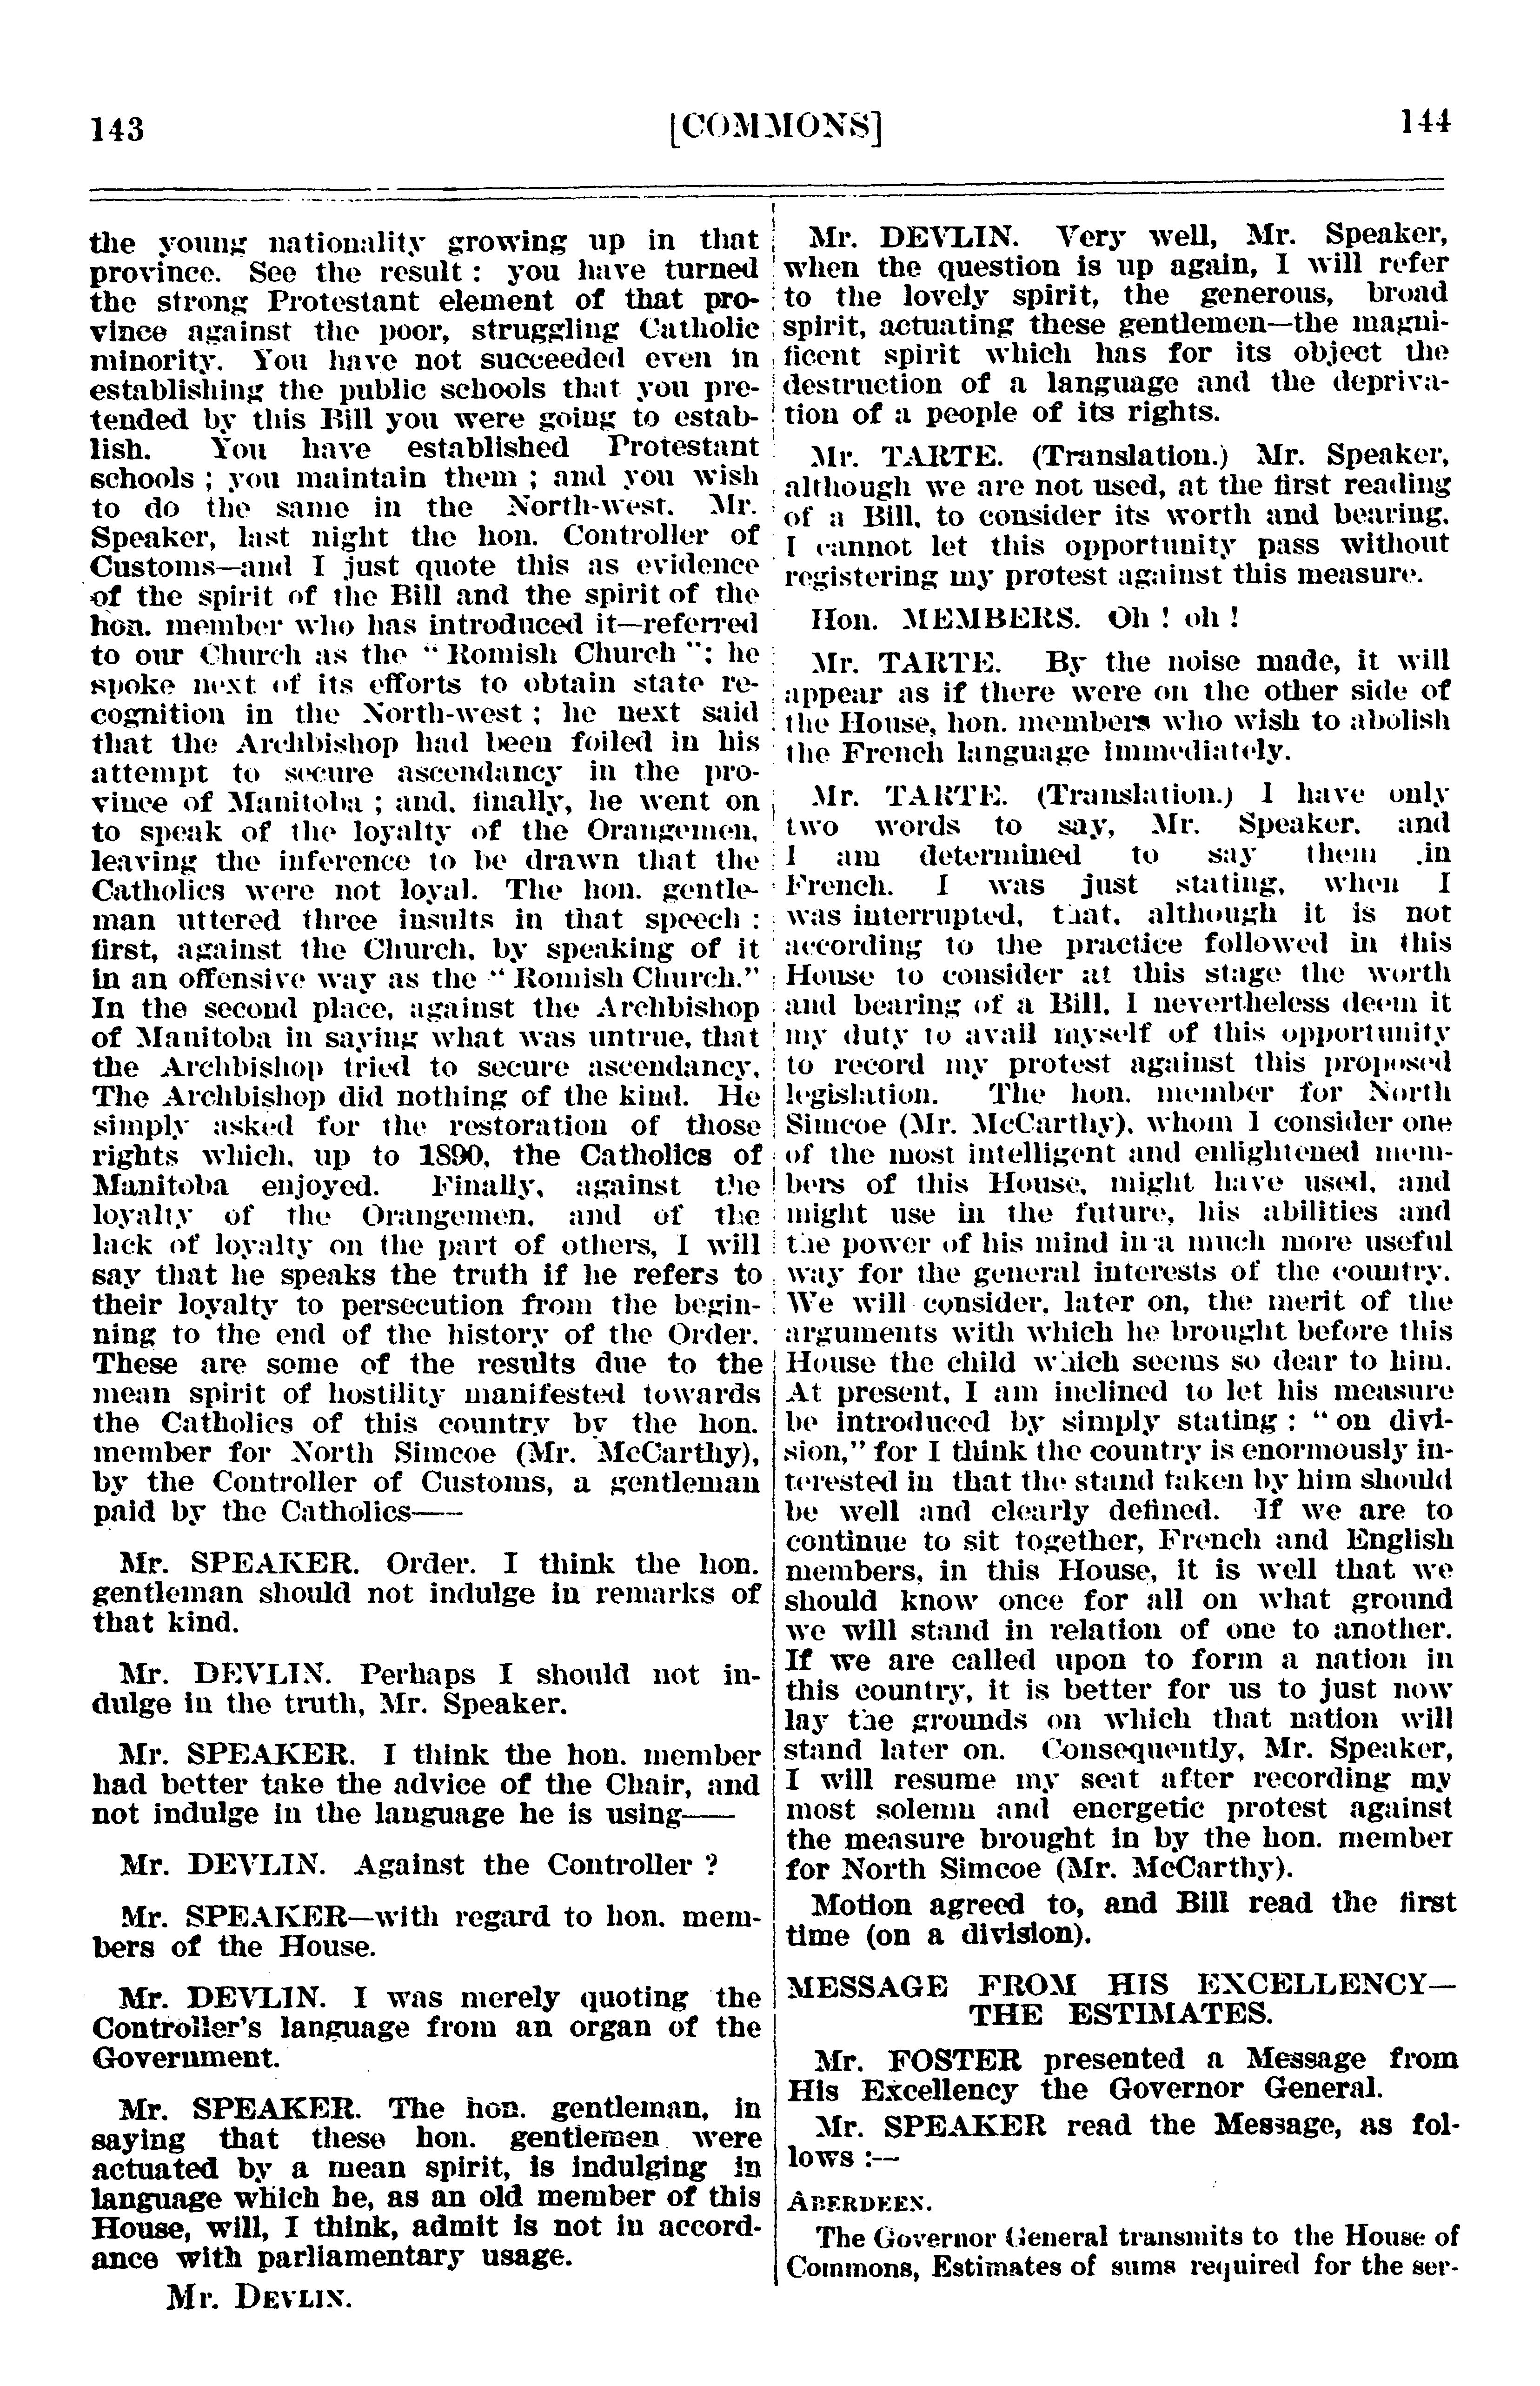 143
[COMMONS]
144
the young nationality growing up in that
province. See the result : you have turned
the strong Protestant element of that pro-
vince against the poor, struggling Catholic
minority. You have not succeeded even in
establishing the public schools that you pre-
tended by this Bill you were going to estab-
lish. You have established Protestant
schools ; you maintain them ; and you wish
to do the same in the North-west. Mr.
Speaker, last night the hon. Controller of
Customs—and I just quote this as evidence
of the spirit of the Bill and the spirit of the
hon. member who has introduced it—referred
to our Church as the “ Romish Church ”; he
spoke next of its efforts to obtain state re-
cognition in the North-west ; he next said
that the Archbishop had been foiled in his
attempt to secure ascendancy in the pro-
vince of Manitoba ; and, finally, he went on
to speak of the loyalty of the Orangemen,
leaving the inference to be drawn that the
Catholics were not loyal. The hon. gentle-
man uttered three insults in that speech :
first, against the Church, by speaking of it
in an offensive way as the “ Romish Church.”
In the second place, against the Archbishop
of Manitoba in saying what was untrue, that
the Archbishop tried to secure ascendancy.
The Archbishop did nothing of the kind. He
simply asked for the restoration of those
rights which, up to 1890, the Catholics of
Manitoba enjoyed. Finally, against the
loyalty of the Orangemen, and of the
lack of loyalty on the part of others, I will
say that he speaks the truth if he refers to
their loyalty to persecution from the begin-
ning to the end of the history of the Order.
These are some of the results due to the
mean spirit of hostility manifested towards
the Catholics of this country by the hon.
member for North Simcoe (Mr. McCarthy),
by the Controller of Customs, a gentleman
paid by the Catholics——
Mr. SPEAKER. Order. I think the hon.
gentleman should not indulge in remarks of
that kind.
Mr. DEVLIN. Perhaps I should not in-
dulge in the truth, Mr. Speaker.
Mr. SPEAKER. I think the hon. member
had better take the advice of the Chair, and
not indulge in the language he is using——
Mr. DEVLIN. Against the Controller ?
Mr. SPEAKER—with regard to hon. mem-
bers of the House.
Mr. DEVLIN. I was merely quoting the
Controller's language from an organ of the
Government.
Mr. SPEAKER. The hon. gentleman, in
saying that these hon. gentlemen were
actuated by a mean spirit, is indulging in
language which he, as an old member of this
House, will, I think, admit is not in accord-
ance with parliamentary usage.
Mr. DEVLIN.
Mr. DEVLIN. Very well, Mr. Speaker,
when the question is up again, I will refer
to the lovely spirit, the generous, broad
spirit, actuating these gentlemen—the magni-
ficent spirit which has for its object the
destruction of a language and the depriva-
tion of a people of its rights.
Mr. TARTE. (Translation.) Mr. Speaker,
although we are not used, at the first reading
of a Bill, to consider its worth and bearing,
I cannot let this opportunity pass without
registering my protest against this measure.
Hon. MEMBERS. Oh ! oh !
Mr. TARTE. By the noise made, it will
appear as if there were on the other side of
the House, hon. members who wish to abolish
the French language immediately.
Mr. TARTE. (Translation.) I have only
two words to say, Mr. Speaker, and
I am determined to say them in
French. I was just stating, when I
was interrupted, that, although it is not
according to the practice followed in this
House to consider at this stage the worth
and bearing of a Bill, I nevertheless deem it
my duty to avail myself of this opportunity
to record my protest against this proposed
legislation. The hon. member for North
Simcoe (Mr. McCarthy), whom I consider one
of the most intelligent and enlightened mem-
bers of this House, might have used, and
might use in the future, his abilities and
the power of his mind in a much more useful
way for the general interests of the country.
We will consider, later on, the merit of the
arguments with which he brought before this
House the child which seems so dear to him.
At present, I am inclined to let his measure
be introduced by simply stating : “ on divi-
sion,” for I think the country is enormously in-
terested in that the stand taken by him should
be well and clearly defined. If we are to
continue to sit together, French and English
members, in this House, it is well that we
should know once for all on what ground
we will stand in relation of one to another.
If we are called upon to form a nation in
this country, it is better for us to just now
lay the grounds on which that nation will
stand later on. Consequently, Mr. Speaker,
I will resume my seat after recording my
most solemn and energetic protest against
the measure brought in by the hon. member
for North Simcoe (Mr. McCarthy).
Motion agreed to, and Bill read the first
time (on a division).
MESSAGE FROM HIS EXCELLENCY—
THE ESTIMATES.
Mr. FOSTER presented a Message from
His Excellency the Governor General.
Mr. SPEAKER read the Message, as fol-
lows :—
ABERDEEN.
The Governor General transmits to the House of
Commons, Estimates of sums required for the ser-